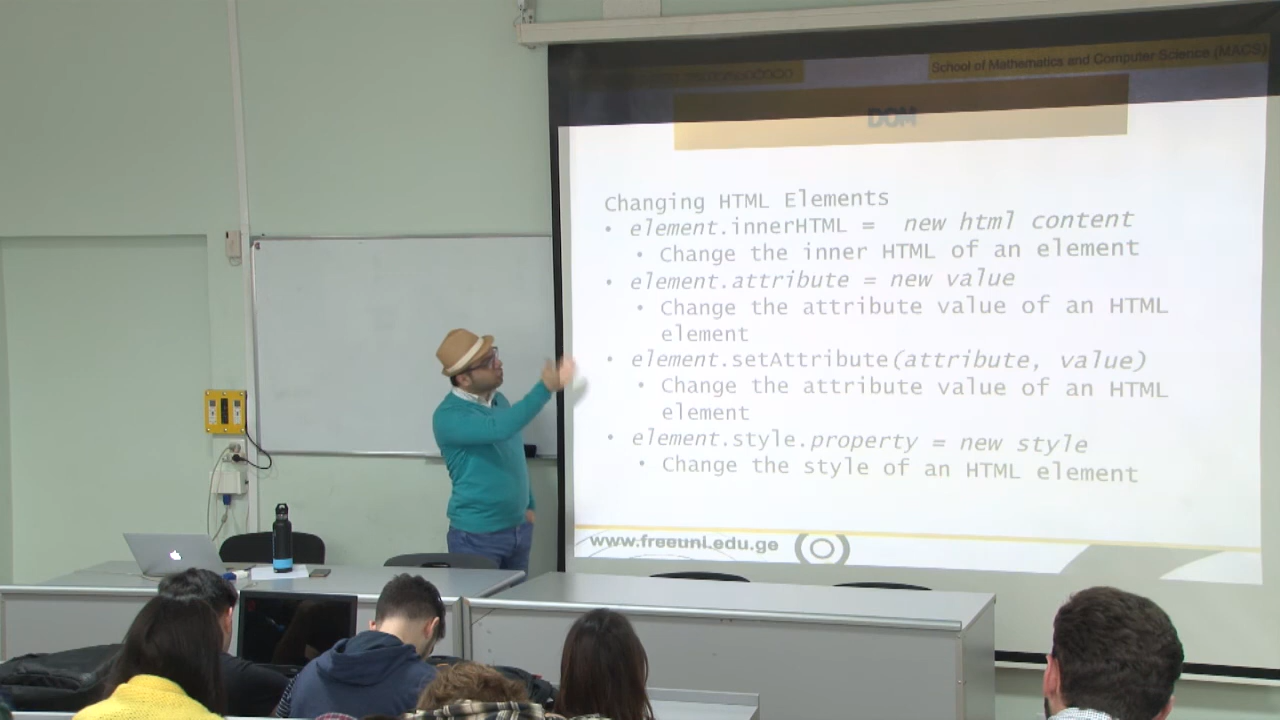 School of Mathematics and Computer Science (MACS)
DOM
Changing HTML Elements
• element.innerHTML = new html content
• Change the inner HTML of an element
• element.attribute = new value
• Change the attribute value of an HTML
element
• element.setAttribute(attribute, value)
• Change the attribute value of an HTML
element
• element.style.property = new style
• Change the style of an HTML element
www.freeuni.edu.ge